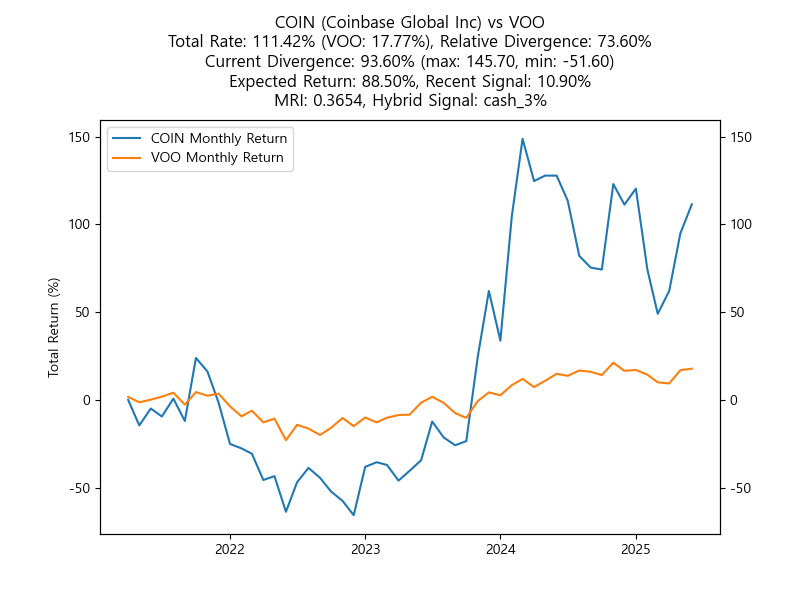 COIN (Coinbase Global Inc) vs VOO
Total Rate: 111.42% (VOO: 17.77%), Relative Divergence: 73.60%
Current Divergence: 93.60% (max: 145.70, min: -51.60)
Expected Return: 88.50%, Recent Signal: 10.90%
MRI: 0.3654, Hybrid Signal: cash_3%
COIN Monthly Return
VOO Monthly Return
Total Return (%)
150
100
50
0
-50
150
100
50
0
-50
2022 2023 2024 2025